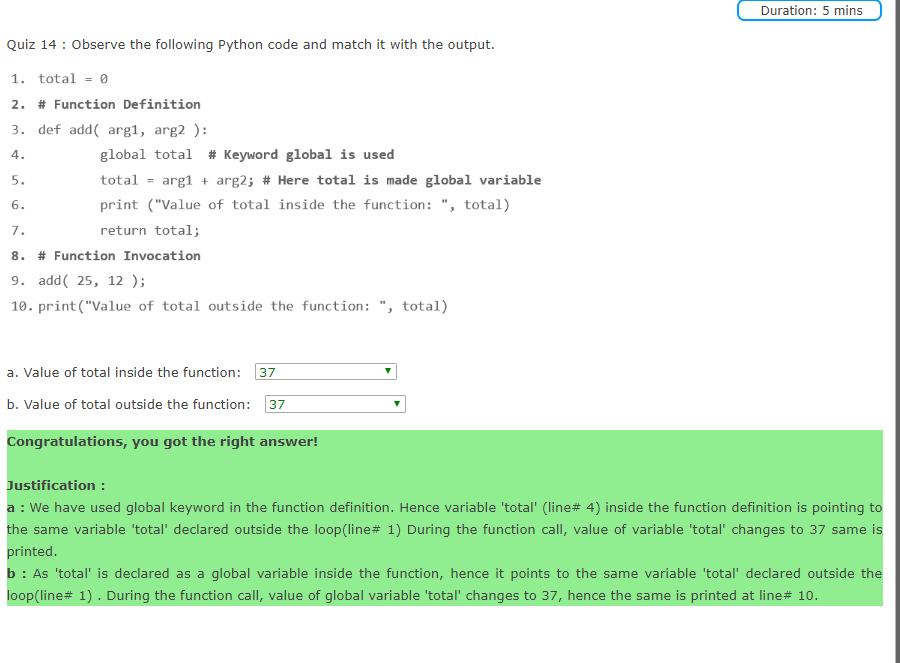 Duration: 5 mins
Quiz 14 : Observe the following Python code and match it with the output.
1. total = 0
2. # Function Definition
3. def add( arg1, arg2 ):
4. global total # Keyword global is used
5. total = arg1 + arg2; # Here total is made global variable
6. print ("Value of total inside the function: ", total)
7. return total;
8. # Function Invocation
9. add( 25, 12 );
10. print("Value of total outside the function: ", total)
a. Value of total inside the function: 37
b. Value of total outside the function: 37
Congratulations, you got the right answer!
Justification :
a : We have used global keyword in the function definition. Hence variable 'total' (line# 4) inside the function definition is pointing to
the same variable 'total' declared outside the loop(line# 1) During the function call, value of variable 'total' changes to 37 same is
printed.
b : As 'total' is declared as a global variable inside the function, hence it points to the same variable 'total' declared outside the
loop(line# 1) . During the function call, value of global variable 'total' changes to 37, hence the same is printed at line# 10.